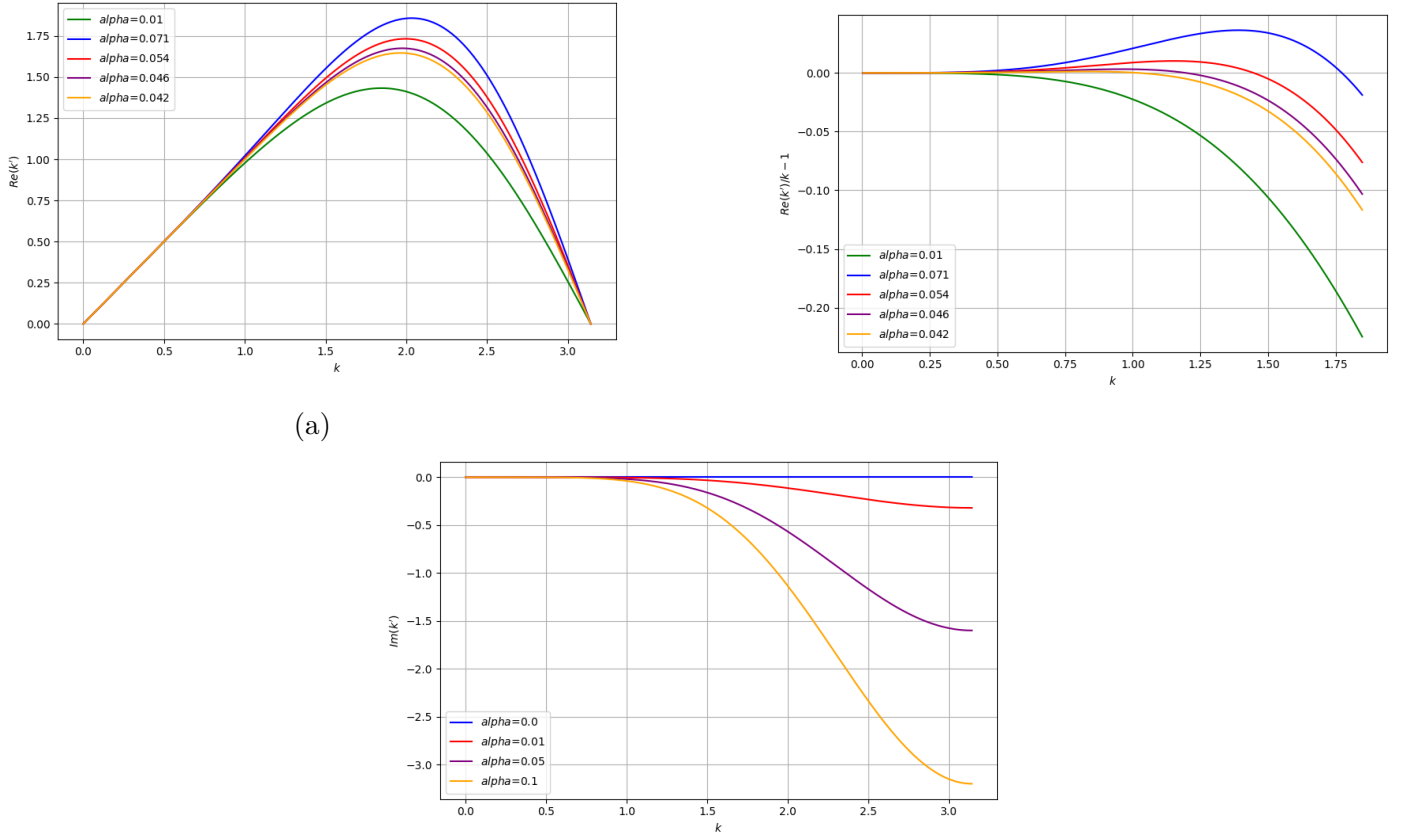 alpha=0.01
alpha=0.071
alpha=0.054
alpha=0.046
alpha=0.042
1.75
1.50
1.25
1.00
0.75
0.50
0.25
0.00
Re(k')
0.0
0.5
1.0
1.5
2.0
2.5
3.0
k
0.00
−0.05
−0.10
−0.15
−0.20
Re(k')/k − 1
alpha=0.01
alpha=0.071
alpha=0.054
alpha=0.046
alpha=0.042
0.00
0.25
0.50
0.75
1.00
1.25
1.50
1.75
k
(a)
0.0
−0.5
−1.0
−1.5
−2.0
−2.5
−3.0
Im(k')
alpha=0.0
alpha=0.01
alpha=0.05
alpha=0.1
0.0
0.5
1.0
1.5
2.0
2.5
3.0
k